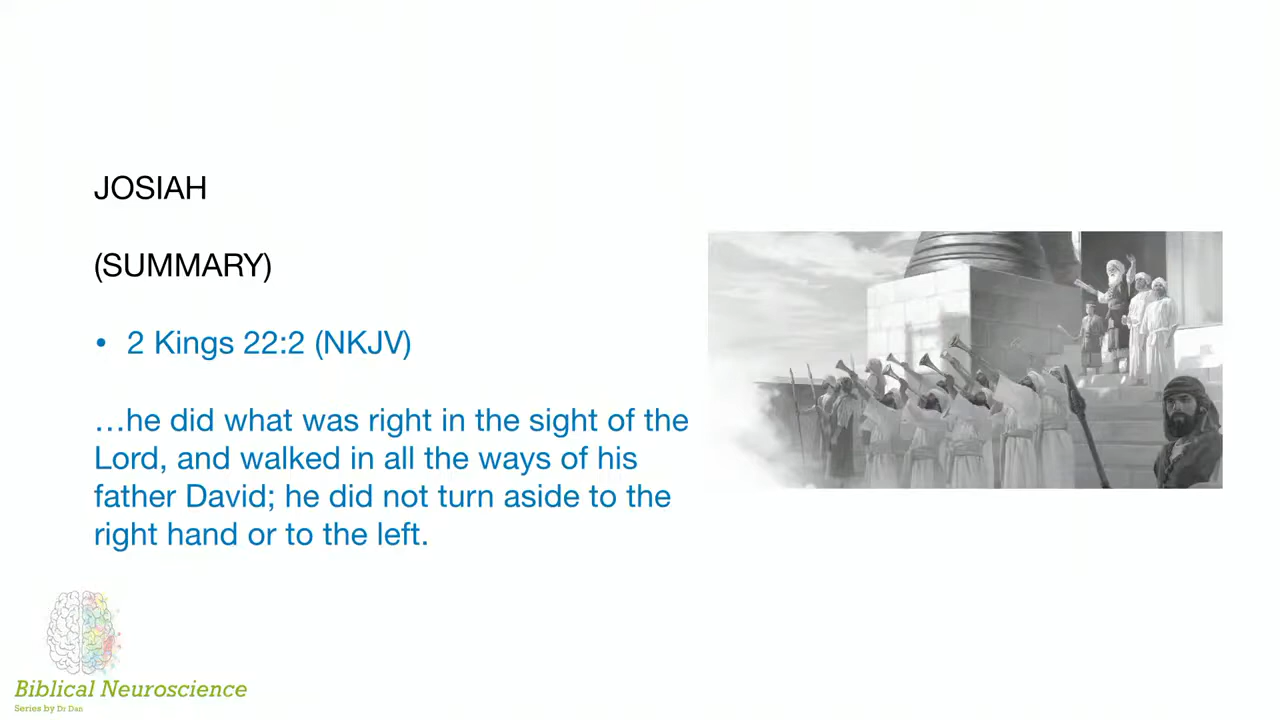 JOSIAH
(SUMMARY)
• 2 Kings 22:2 (NKJV)
…he did what was right in the sight of the
Lord, and walked in all the ways of his
father David; he did not turn aside to the
right hand or to the left.
Biblical Neuroscience
Series by Dr Dan